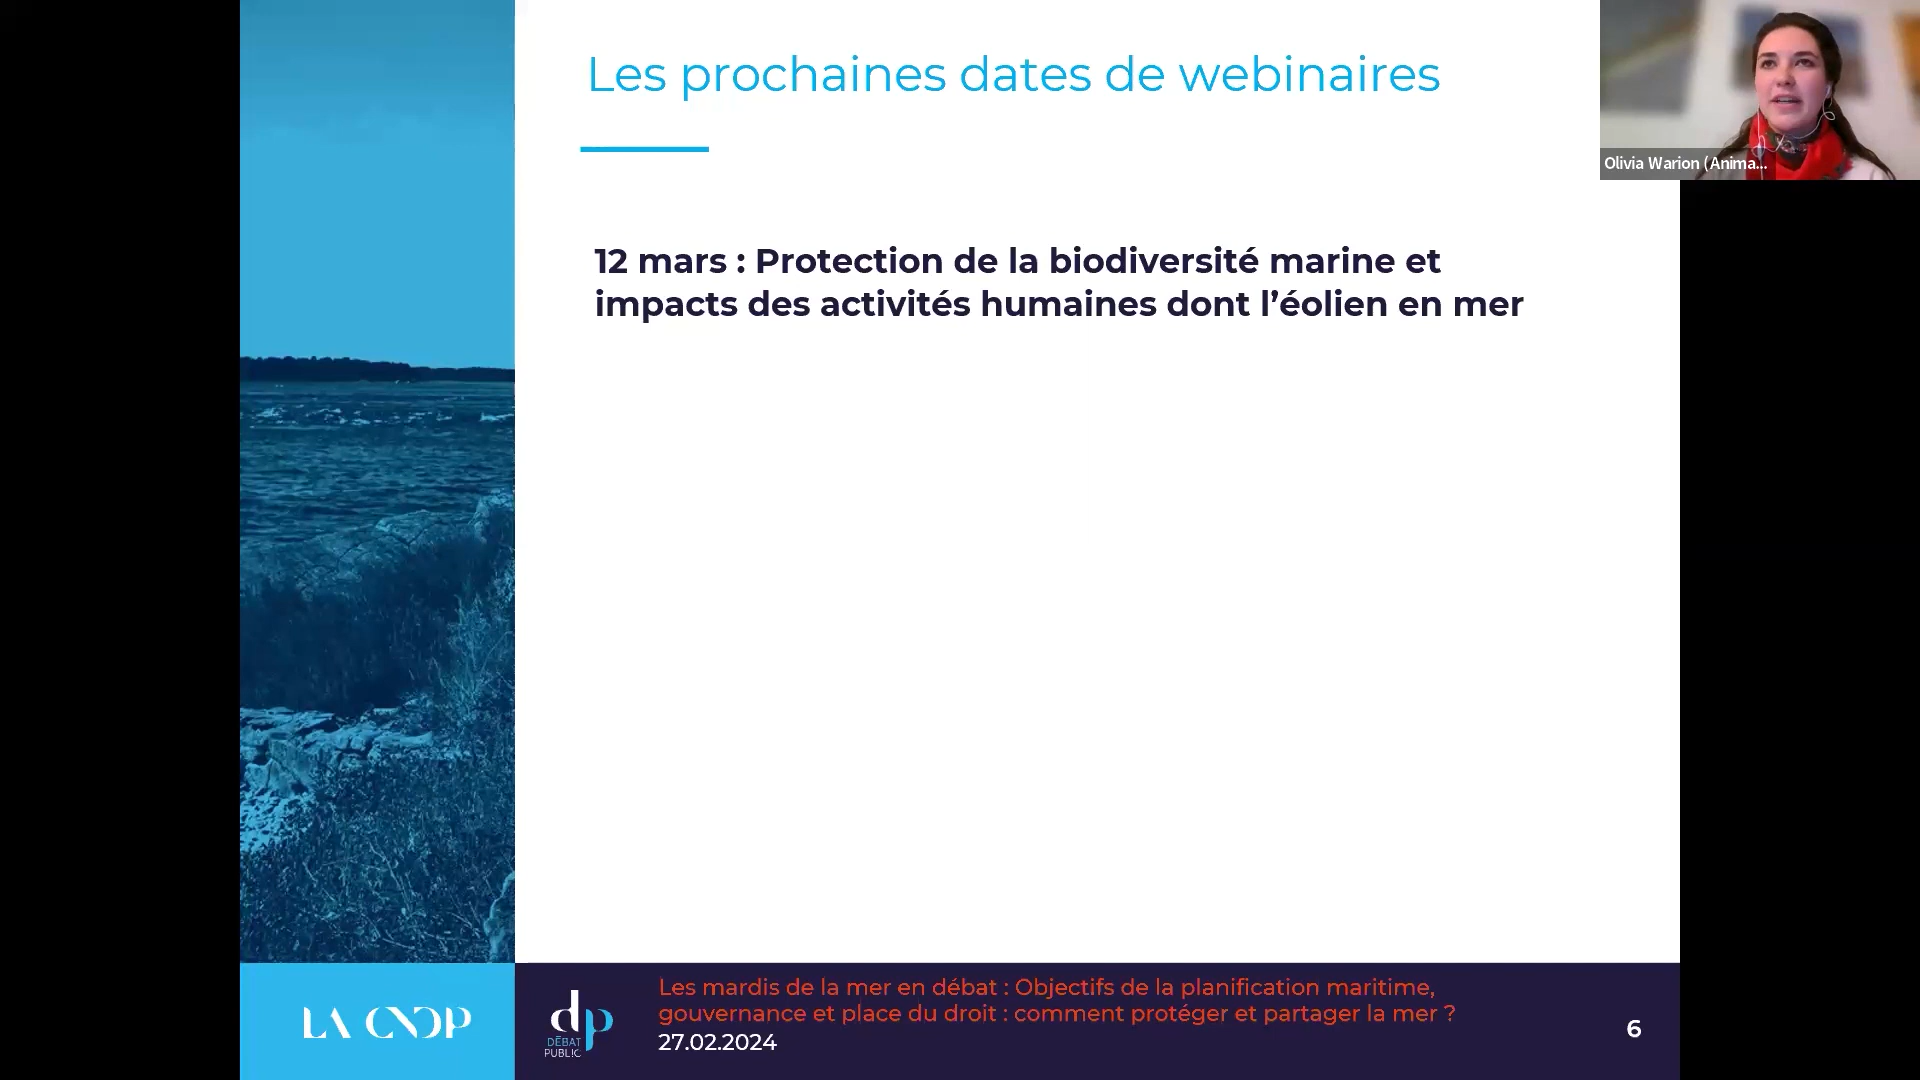 Les prochaines dates de webinaires
Olivia Warion (Anima...
12 mars : Protection de la biodiversité marine et
impacts des activités humaines dont l’éolien en mer
LA CNDP
dp
DÉBAT
PUBLIC
Les mardis de la mer en débat : Objectifs de la planification maritime,
gouvernance et place du droit : comment protéger et partager la mer ?
27.02.2024
6